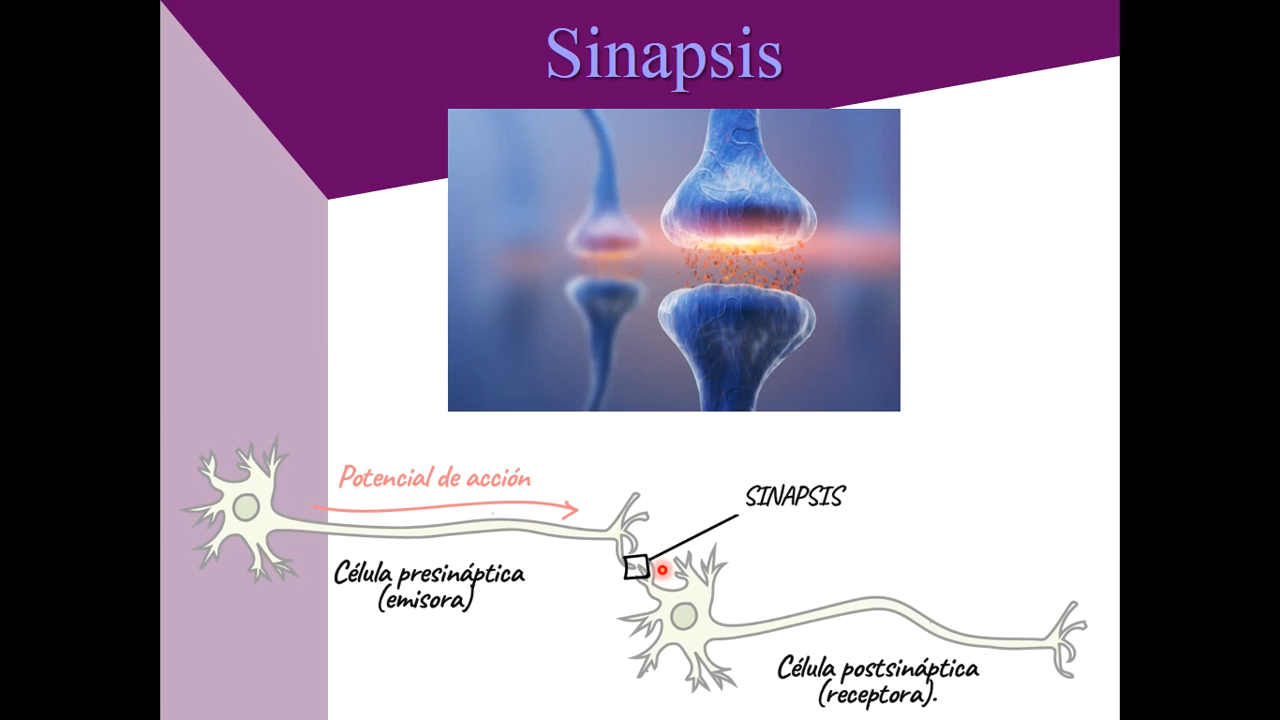 Sinapsis
Potencial de acción
SINAPSIS
Célula presináptica
(emisora)
Célula postsináptica
(receptora).